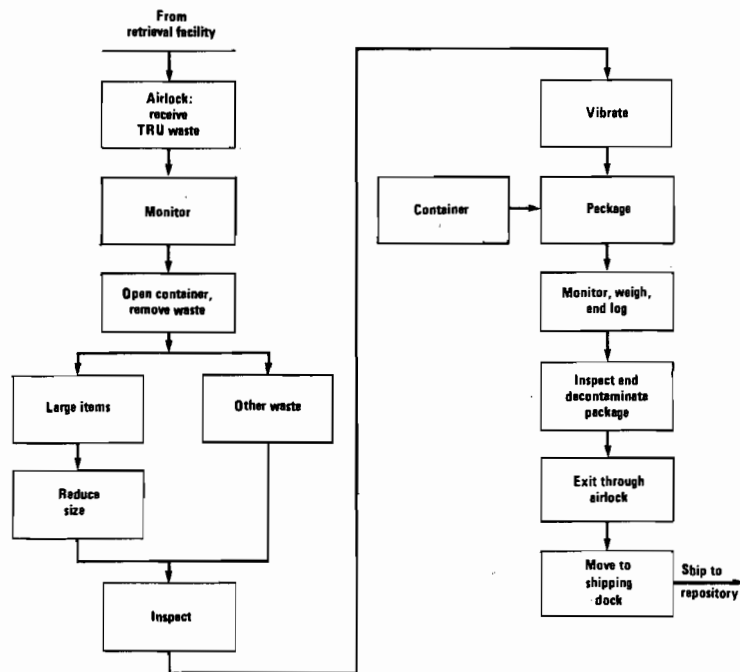 From
retrieval facility
Airlock:
receive
TRU waste
Monitor
Open container,
remove waste
Large items
Other waste
Reduce
size
Inspect
Vibrate
Container
Package
Monitor, weigh,
and log
Inspect and
decontaminate
package
Exit through
airlock
Move to
shipping
dock
Ship to
repository